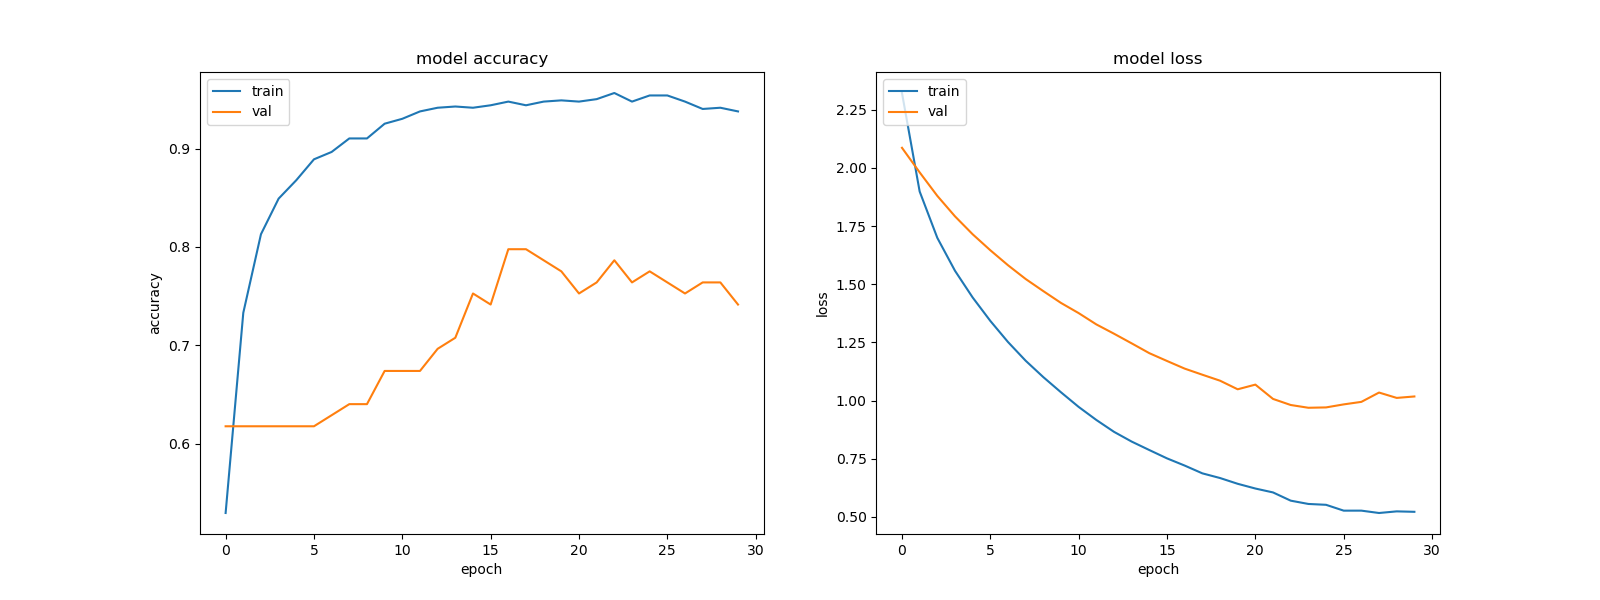 model accuracy
train
val
0.9
0.8
0.7
0.6
accuracy
0 5 10 15 20 25 30
epoch
model loss
train
val
2.25
2.00
1.75
1.50
1.25
1.00
0.75
0.50
loss
0 5 10 15 20 25 30
epoch